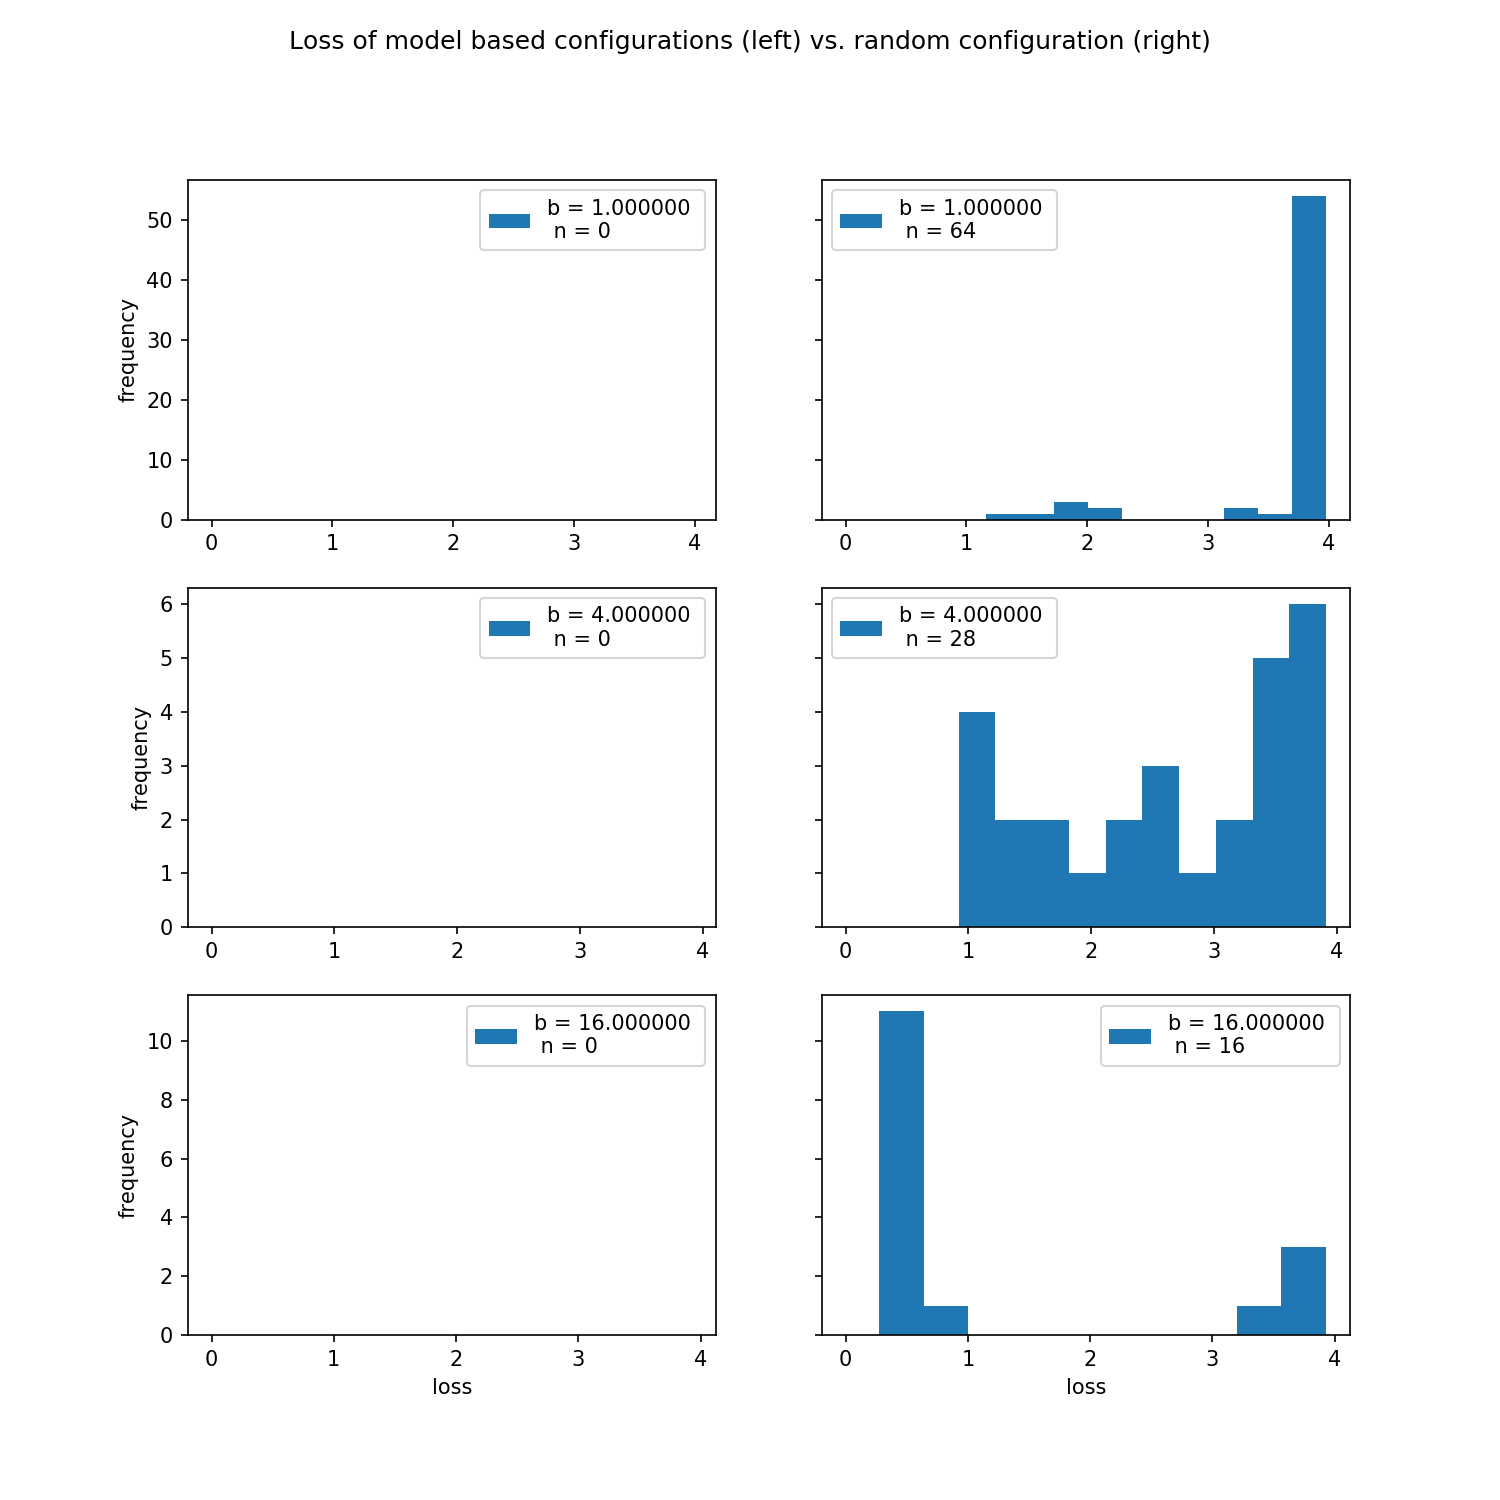 Loss of model based configurations (left) vs. random configuration (right)
b = 1.000000
n = 0
50
40
30
20
10
0
frequency
0 1 2 3 4
b = 1.000000
n = 64
0 1 2 3 4
b = 4.000000
n = 0
6
5
4
3
2
1
0
frequency
0 1 2 3 4
b = 4.000000
n = 28
0 1 2 3 4
b = 16.000000
n = 0
10
8
6
4
2
0
frequency
0 1 2 3 4
loss
b = 16.000000
n = 16
0 1 2 3 4
loss